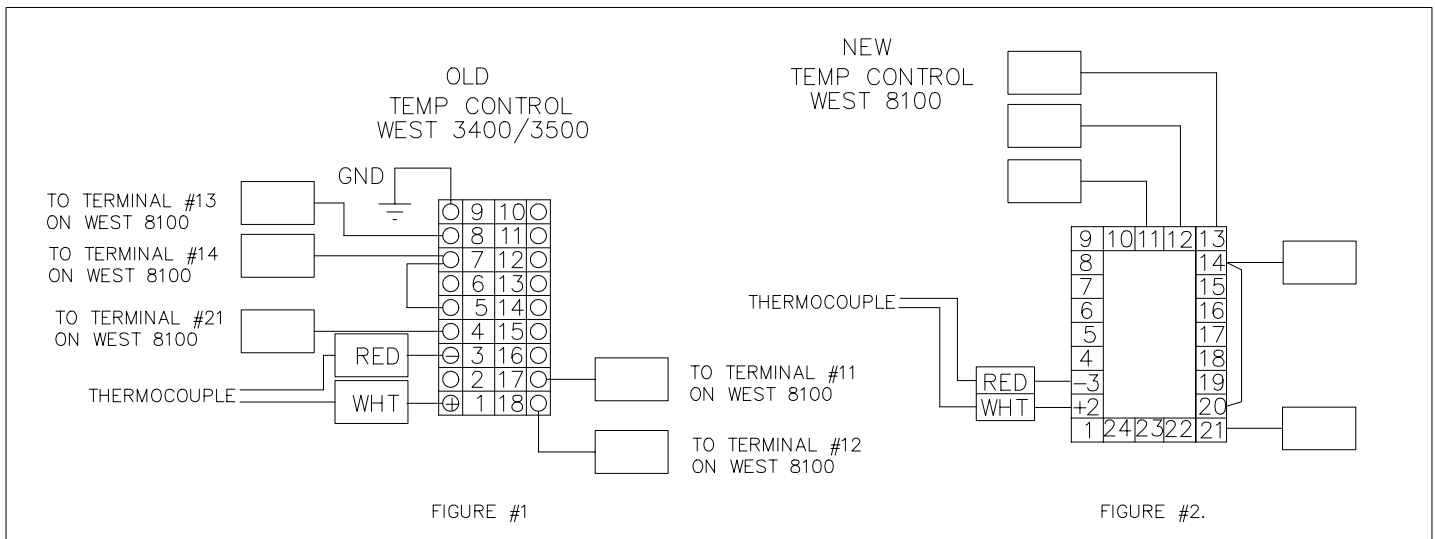 OLD
TEMP CONTROL
WEST 3400/3500
GND
TO TERMINAL #13
ON WEST 8100
TO TERMINAL #14
ON WEST 8100
TO TERMINAL #21
ON WEST 8100
THERMOCOUPLE
RED
WHT
9 10
8 11
7 12
6 13
5 14
4 15
− 3 16
2 17
+ 1 18
TO TERMINAL #11
ON WEST 8100
TO TERMINAL #12
ON WEST 8100
FIGURE #1
NEW
TEMP CONTROL
WEST 8100
THERMOCOUPLE
RED
WHT
9 10 11 12 13
8 14
7 15
6 16
5 17
4 18
−3 19
+2 20
1 24 23 22 21
FIGURE #2.